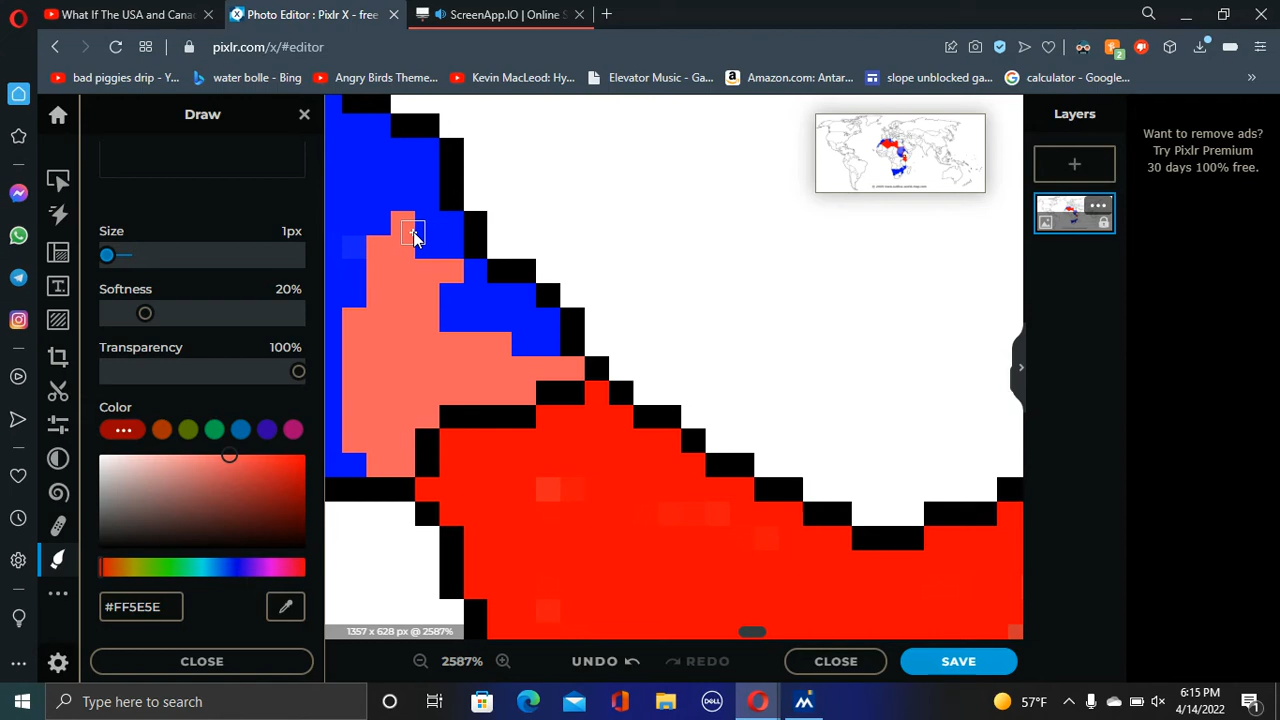 What If The USA and Cana
Photo Editor : Pixlr X - free
ScreenApp.IO | Online S
pixlr.com/x/#editor
2
bad piggies drip - Y...
water bolle - Bing
Angry Birds Theme...
Kevin MacLeod: Hy...
Elevator Music - Ga...
Amazon.com: Antar...
slope unblocked ga...
calculator - Google...
Draw
Layers
Want to remove ads?
Try Pixlr Premium
30 days 100% free.
Size
1px
Softness
20%
Transparency
100%
Color
#FF5E5E
1357 x 628 px @ 2587%
CLOSE
2587%
UNDO
REDO
CLOSE
SAVE
Type here to search
DELL
57°F
6:15 PM
4/14/2022
1